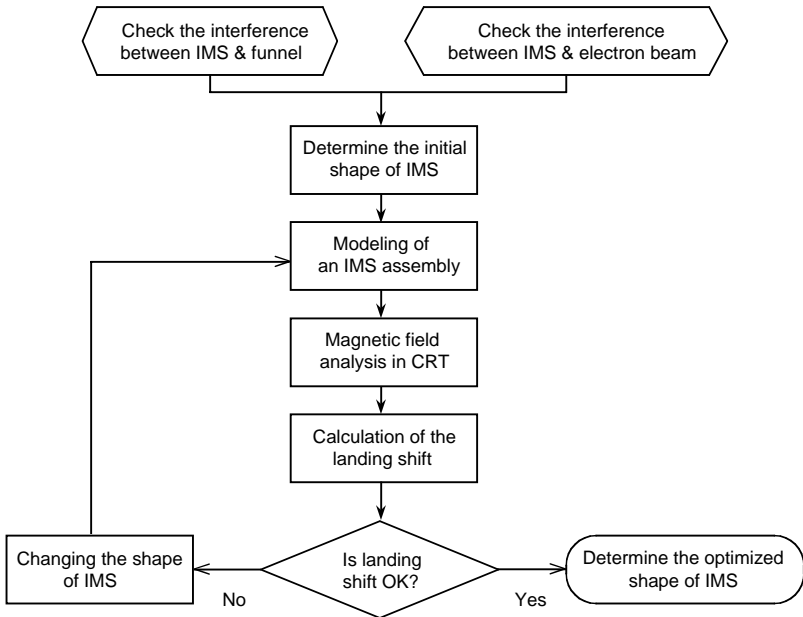 Check the interference
between IMS & funnel
Check the interference
between IMS & electron beam
Determine the initial
shape of IMS
Modeling of
an IMS assembly
Magnetic field
analysis in CRT
Calculation of the
landing shift
Is landing
shift OK?
Changing the shape
of IMS
No
Yes
Determine the optimized
shape of IMS